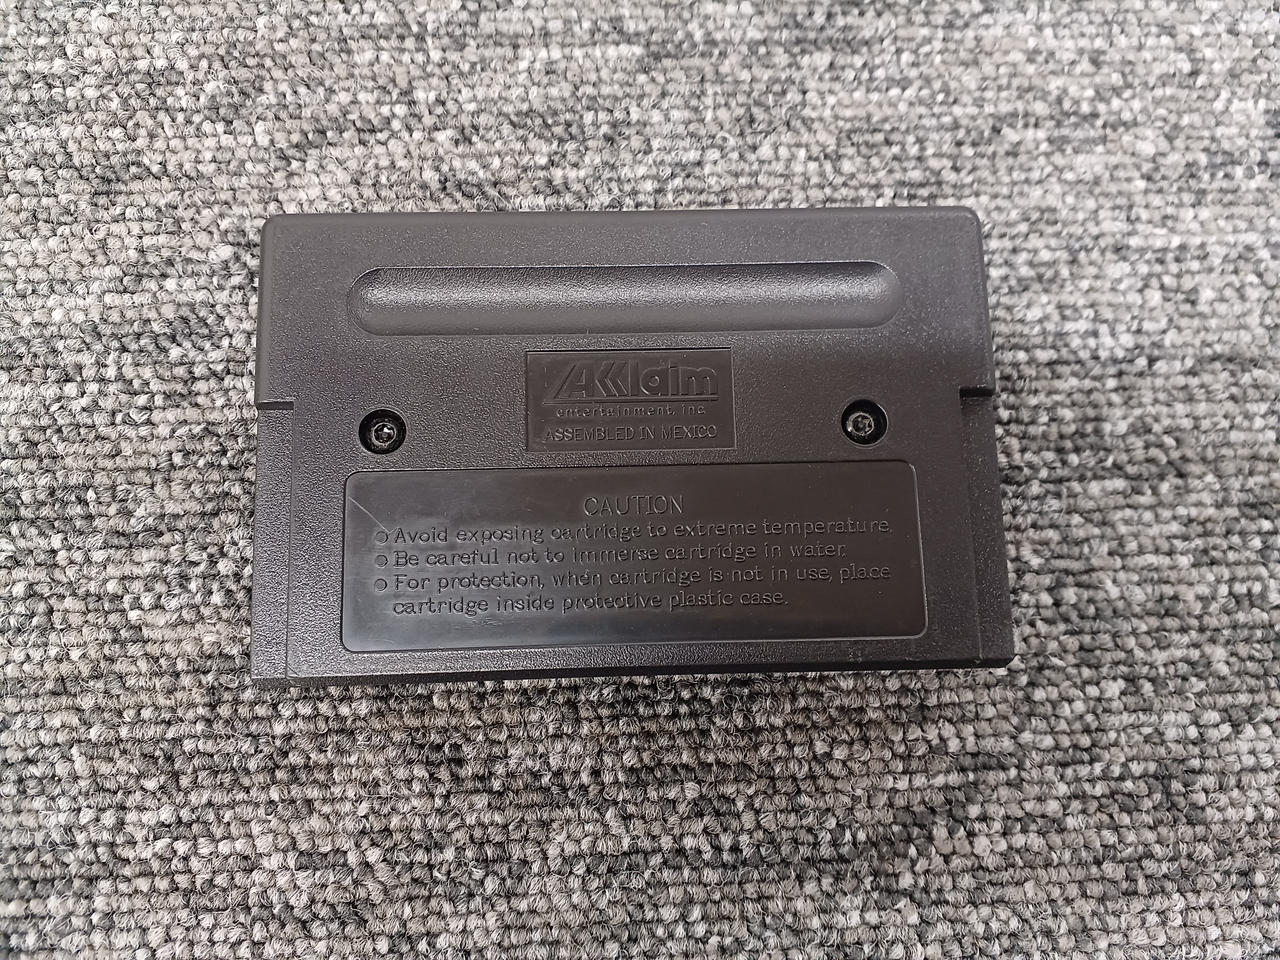 AKKlaim
entertainment, inc.
ASSEMBLED IN MEXICO
CAUTION
○ Avoid exposing cartridge to extreme temperature.
○ Be careful not to immerse cartridge in water.
○ For protection, when cartridge is not in use, place
cartridge inside protective plastic case.